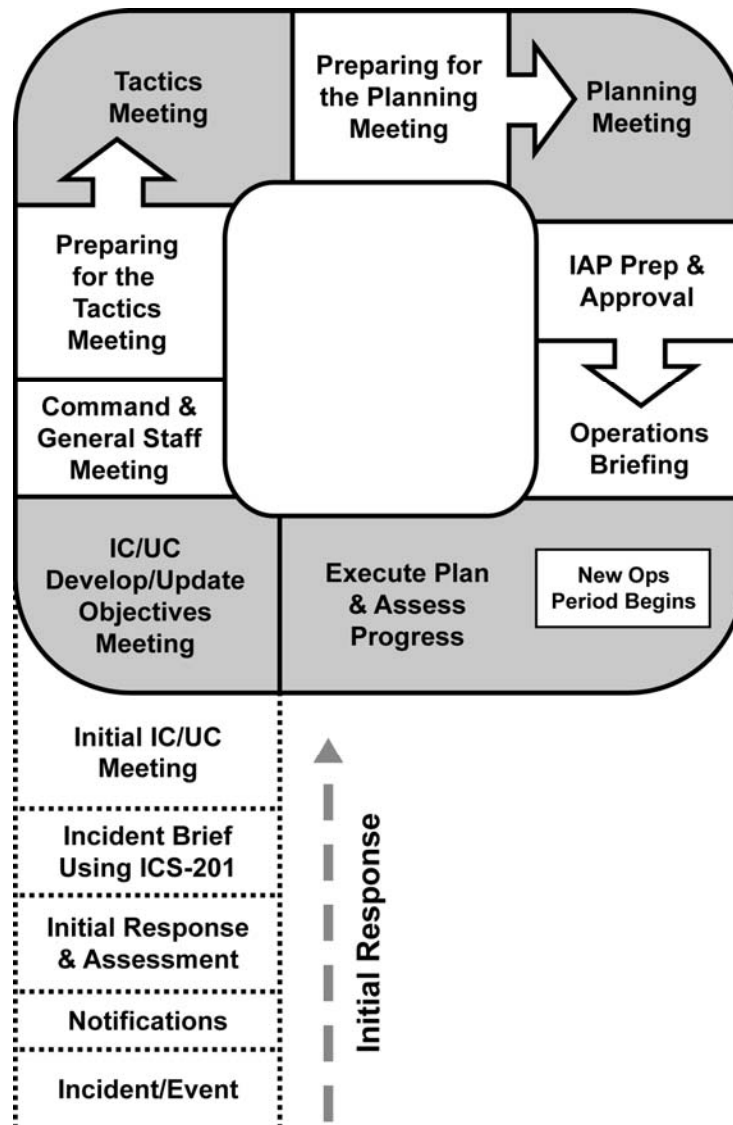 Tactics
Meeting
Preparing for
the Planning
Meeting
Planning
Meeting
Preparing
for the
Tactics
Meeting
IAP Prep &
Approval
Command &
General Staff
Meeting
Operations
Briefing
IC/UC
Develop/Update
Objectives
Meeting
Execute Plan
& Assess
Progress
New Ops
Period Begins
Initial IC/UC
Meeting
Incident Brief
Using ICS-201
Initial Response
& Assessment
Notifications
Incident/Event
Initial Response